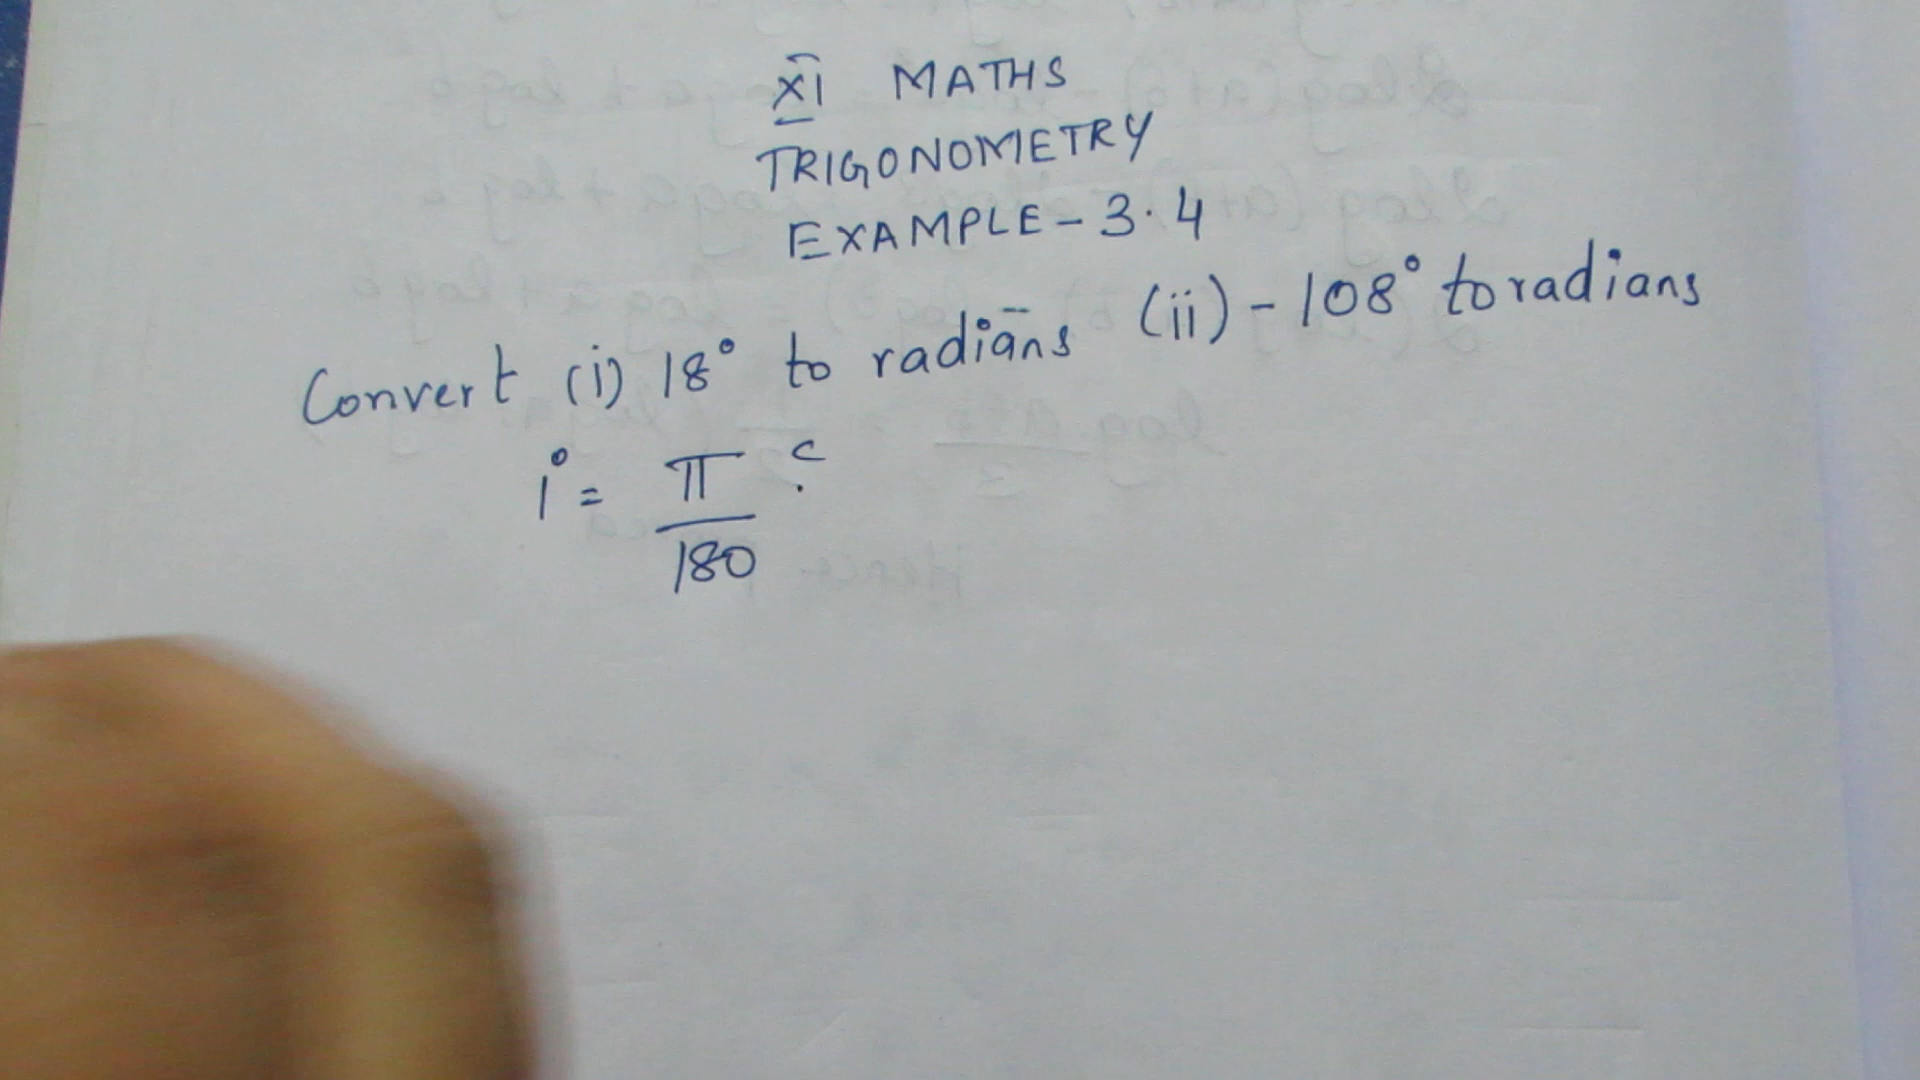 XI MATHS
TRIGONOMETRY
EXAMPLE - 3.4
Convert (i) 18° to radians (ii) - 108° to radians
1° = π/180 c.